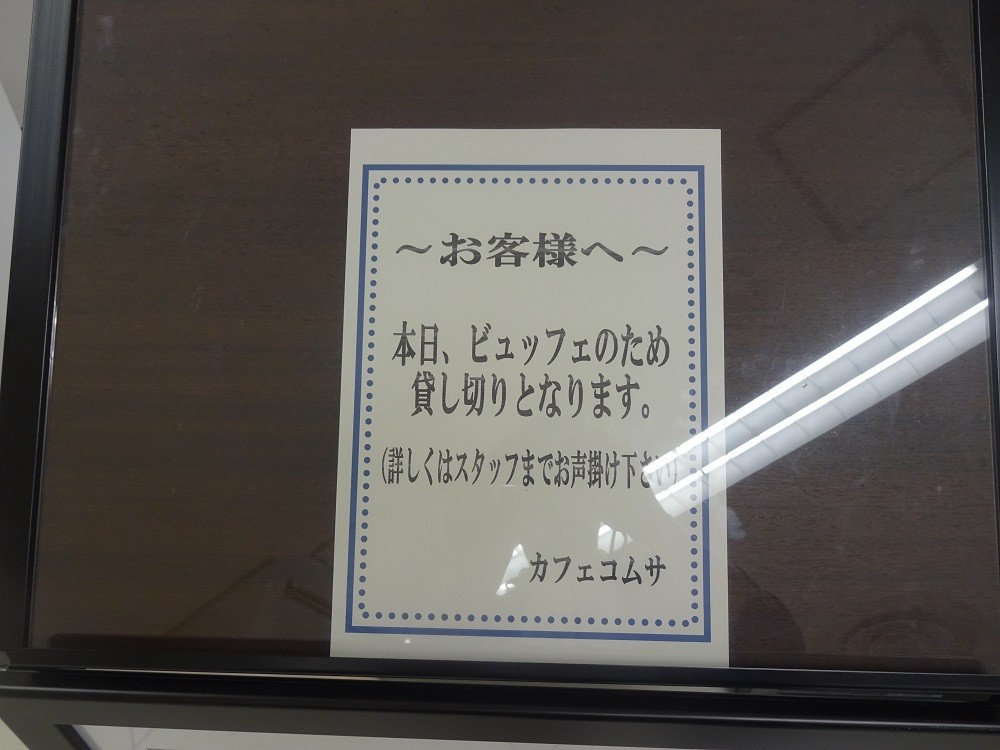 ～お客様へ～
本日、ビュッフェのため
貸し切りとなります。
(詳しくはスタッフまでお声掛け下さい)
カフェコムサ